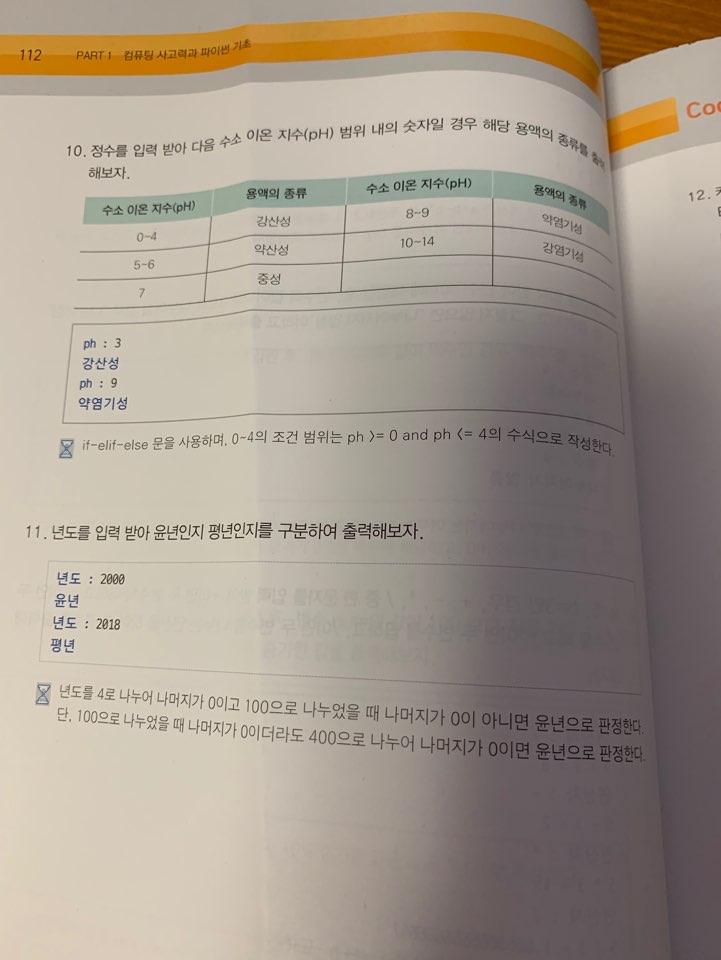 112 PART 1 컴퓨팅 사고력과 파이썬 기초
10. 정수를 입력 받아 다음 수소 이온 지수(pH) 범위 내의 숫자일 경우 해당 용액의 종류를 출력
해보자.
수소 이온 지수(pH) 용액의 종류 수소 이온 지수(pH) 용액의 종류
0~4 강산성 8~9 약염기성
5~6 약산성 10~14 강염기성
7 중성
ph : 3
강산성
ph : 9
약염기성
if-elif-else 문을 사용하며, 0~4의 조건 범위는 ph >= 0 and ph <= 4의 수식으로 작성한다.
11. 년도를 입력 받아 윤년인지 평년인지를 구분하여 출력해보자.
년도 : 2000
윤년
년도 : 2018
평년
년도를 4로 나누어 나머지가 0이고 100으로 나누었을 때 나머지가 0이 아니면 윤년으로 판정한다.
단, 100으로 나누었을 때 나머지가 0이더라도 400으로 나누어 나머지가 0이면 윤년으로 판정한다.
12.